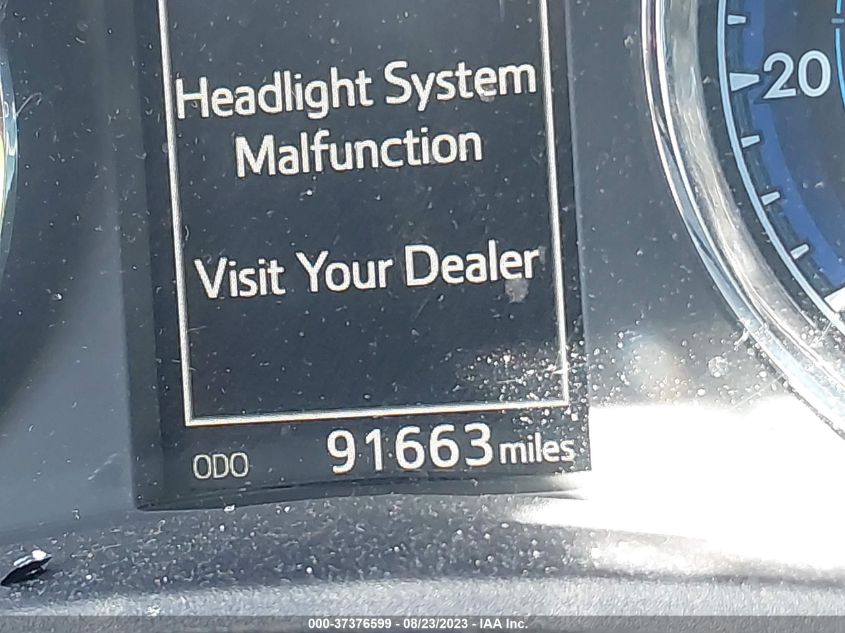 Headlight System
Malfunction
Visit Your Dealer
20
ODO 91663 miles
000-37376599 - 08/23/2023 - IAA Inc.